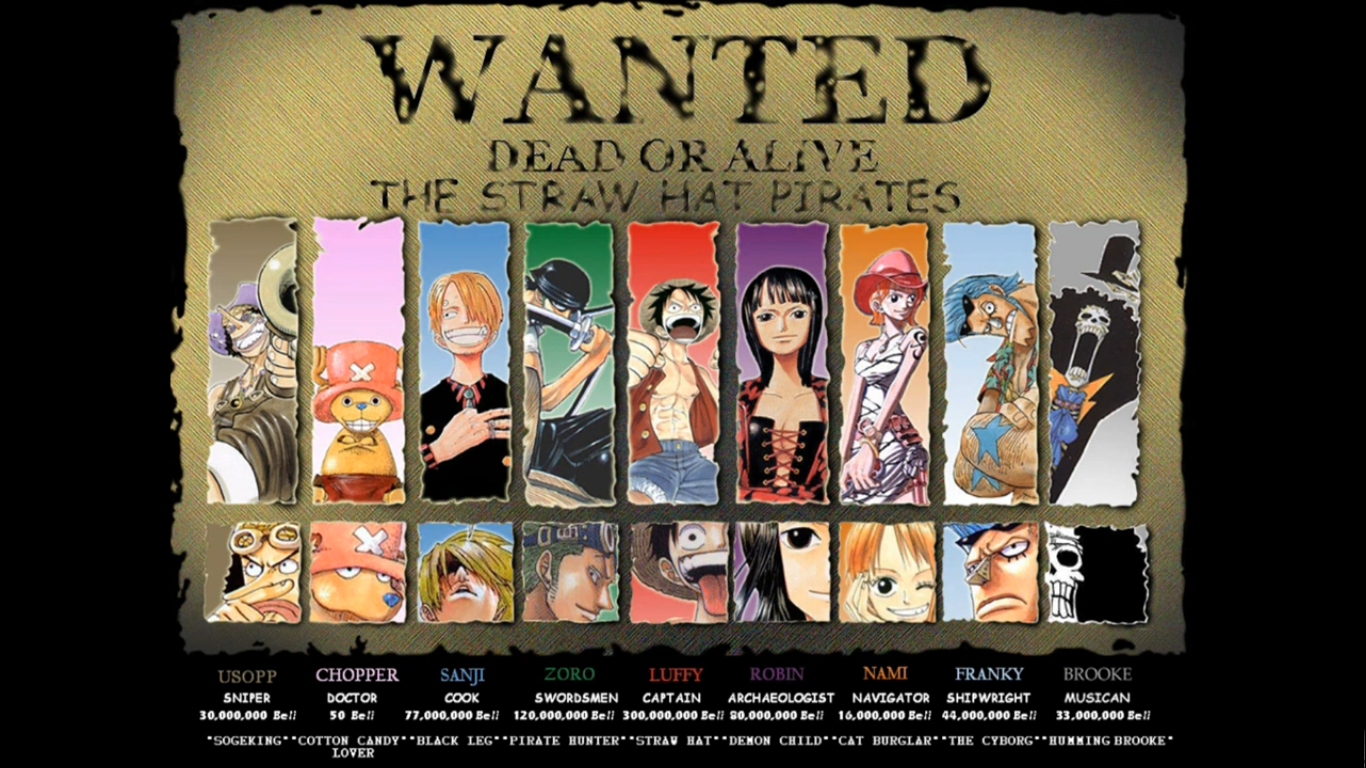 WANTED
DEAD OR ALIVE
THE STRAW HAT PIRATES
USOPP CHOPPER SANJI ZORO LUFFY ROBIN NAMI FRANKY BROOKE
SNIPER DOCTOR COOK SWORDSMEN CAPTAIN ARCHAEOLOGIST NAVIGATOR SHIPWRIGHT MUSICAN
30,000,000 Beli 50 Beli 77,000,000 Beli 120,000,000 Beli 300,000,000 Beli 80,000,000 Beli 16,000,000 Beli 44,000,000 Beli 33,000,000 Beli
"SOGEKING" "COTTON CANDY" "BLACK LEG" "PIRATE HUNTER" "STRAW HAT" "DEMON CHILD" "CAT BURGLAR" "THE CYBORG" "HUMMING BROOKE"
LOVER